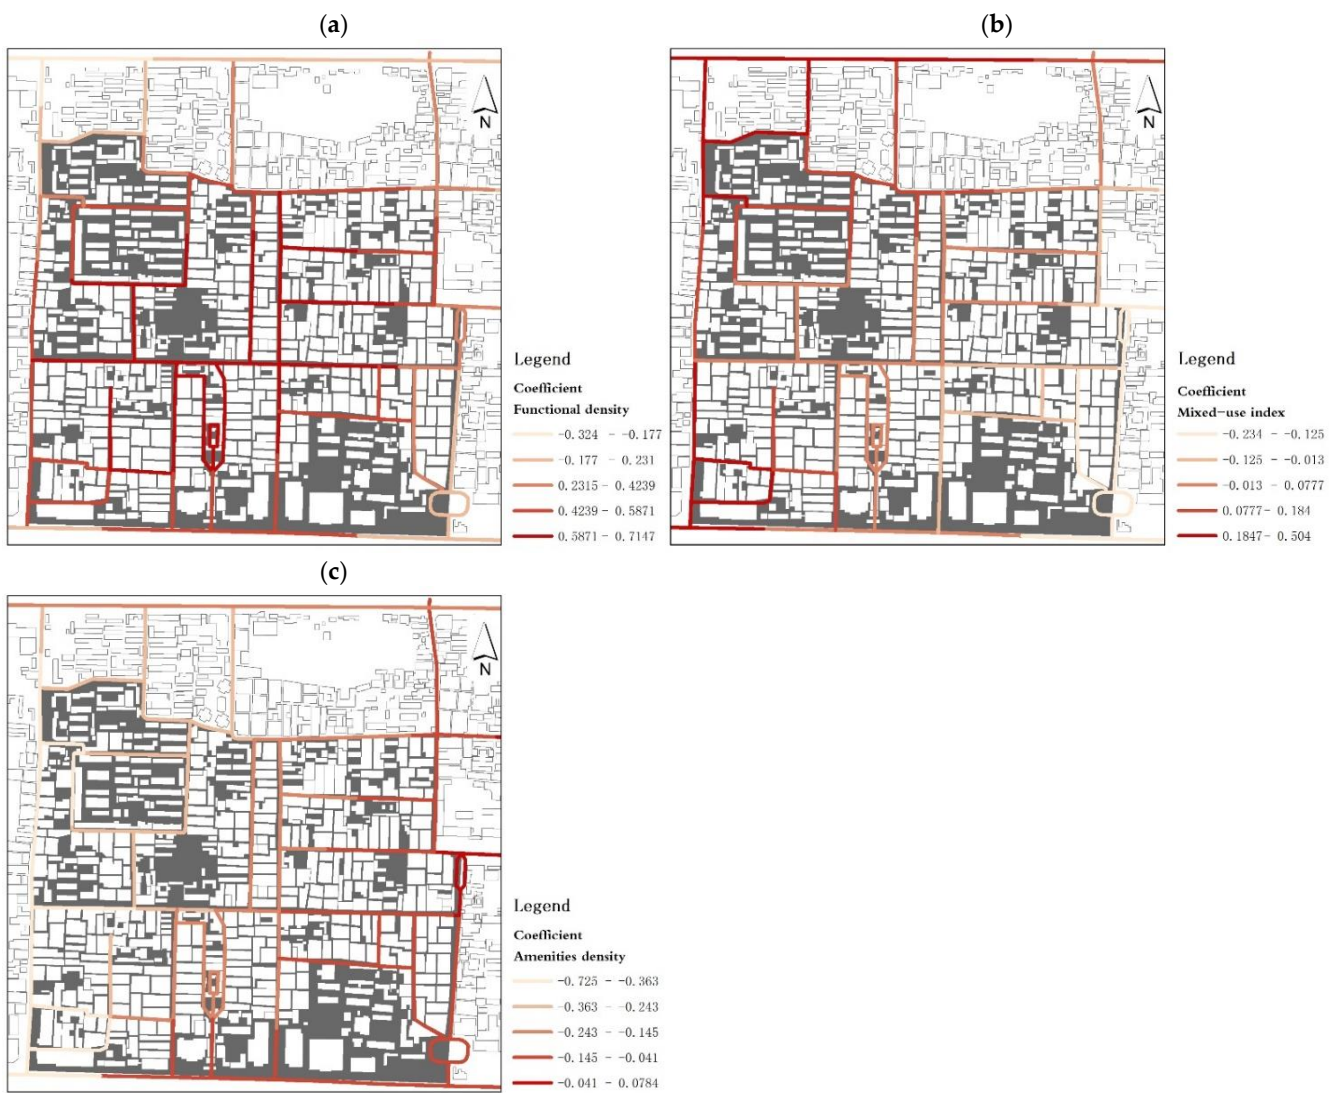 (a)
N
Legend
Coefficient
Functional density
-0.324 - -0.177
-0.177 - 0.231
0.2315 - 0.4239
0.4239 - 0.5871
0.5871 - 0.7147
(b)
N
Legend
Coefficient
Mixed-use index
-0.234 - -0.125
-0.125 - -0.013
-0.013 - 0.0777
0.0777 - 0.184
0.1847- 0.504
(c)
N
Legend
Coefficient
Amenities density
-0.725 - -0.363
-0.363 - -0.243
-0.243 - -0.145
-0.145 - -0.041
-0.041 - 0.0784